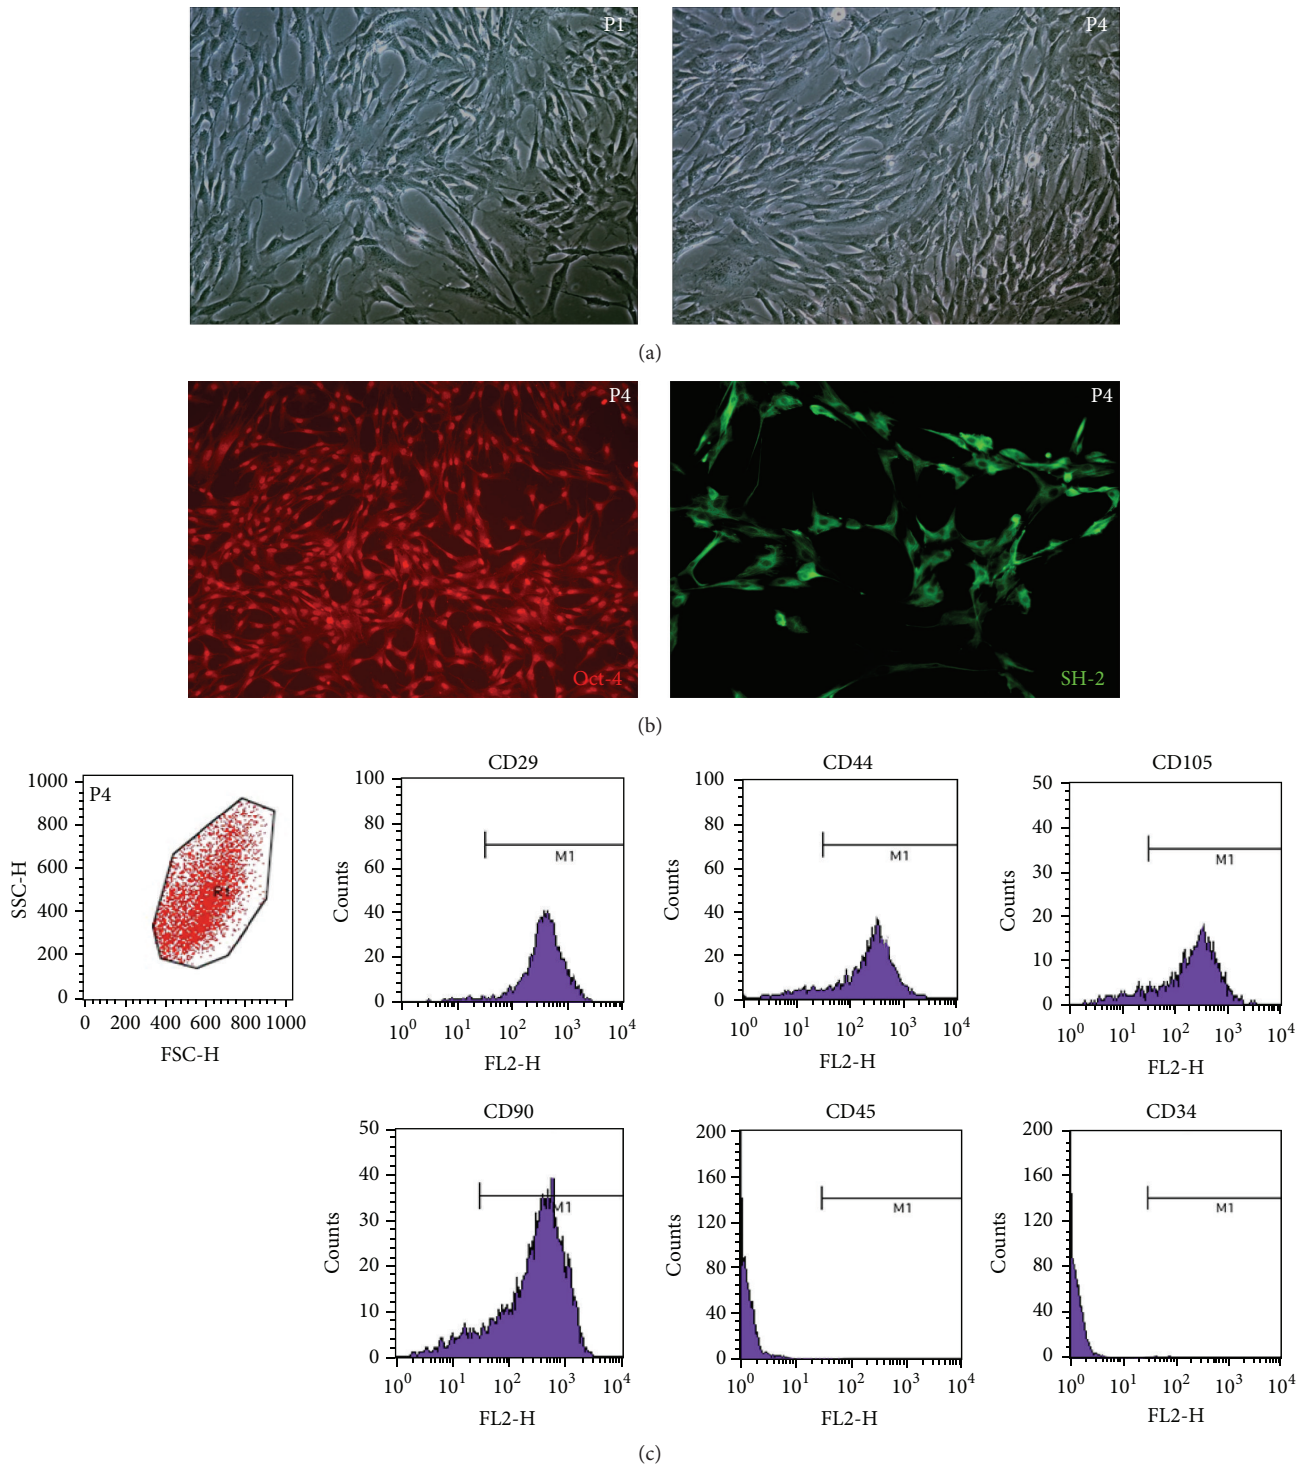 P1
P4
(a)
P4
Oct-4
P4
SH-2
(b)
P4
SSC-H
1000
800
600
400
200
0
0 200 400 600 800 1000
FSC-H
R1
CD29
Counts
100
80
60
40
20
0
M1
10^0 10^1 10^2 10^3 10^4
FL2-H
CD44
Counts
100
80
60
40
20
0
M1
10^0 10^1 10^2 10^3 10^4
FL2-H
CD105
Counts
50
40
30
20
10
0
M1
10^0 10^1 10^2 10^3 10^4
FL2-H
CD90
Counts
50
40
30
20
10
0
M1
10^0 10^1 10^2 10^3 10^4
FL2-H
CD45
Counts
200
160
120
80
40
0
M1
10^0 10^1 10^2 10^3 10^4
FL2-H
CD34
Counts
200
160
120
80
40
0
M1
10^0 10^1 10^2 10^3 10^4
FL2-H
(c)